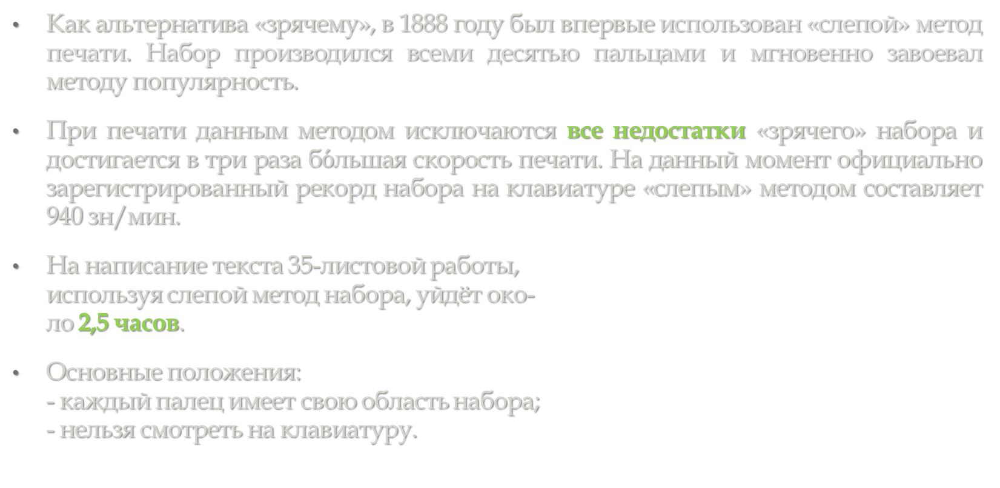 • Как альтернатива «зрячему», в 1888 году был впервые использован «слепой» метод
печати. Набор производился всеми десятью пальцами и мгновенно завоевал
методу популярность.
• При печати данным методом исключаются все недостатки «зрячего» набора и
достигается в три раза бо́льшая скорость печати. На данный момент официально
зарегистрированный рекорд набора на клавиатуре «слепым» методом составляет
940 зн/мин.
• На написание текста 35-листовой работы,
используя слепой метод набора, уйдёт око-
ло 2,5 часов.
• Основные положения:
- каждый палец имеет свою область набора;
- нельзя смотреть на клавиатуру.